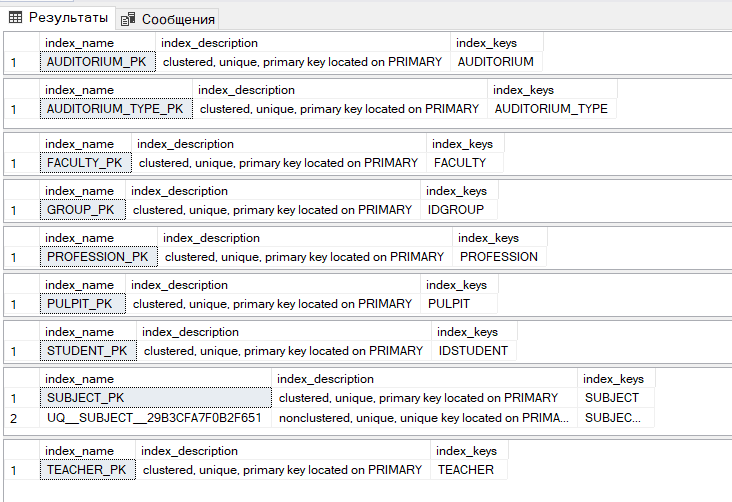 Результаты Сообщения
index_name index_description index_keys
1 AUDITORIUM_PK clustered, unique, primary key located on PRIMARY AUDITORIUM
index_name index_description index_keys
1 AUDITORIUM_TYPE_PK clustered, unique, primary key located on PRIMARY AUDITORIUM_TYPE
index_name index_description index_keys
1 FACULTY_PK clustered, unique, primary key located on PRIMARY FACULTY
index_name index_description index_keys
1 GROUP_PK clustered, unique, primary key located on PRIMARY IDGROUP
index_name index_description index_keys
1 PROFESSION_PK clustered, unique, primary key located on PRIMARY PROFESSION
index_name index_description index_keys
1 PULPIT_PK clustered, unique, primary key located on PRIMARY PULPIT
index_name index_description index_keys
1 STUDENT_PK clustered, unique, primary key located on PRIMARY IDSTUDENT
index_name index_description index_keys
1 SUBJECT_PK clustered, unique, primary key located on PRIMARY SUBJECT
2 UQ__SUBJECT__29B3CFA7F0B2F651 nonclustered, unique, unique key located on PRIMA... SUBJEC...
index_name index_description index_keys
1 TEACHER_PK clustered, unique, primary key located on PRIMARY TEACHER